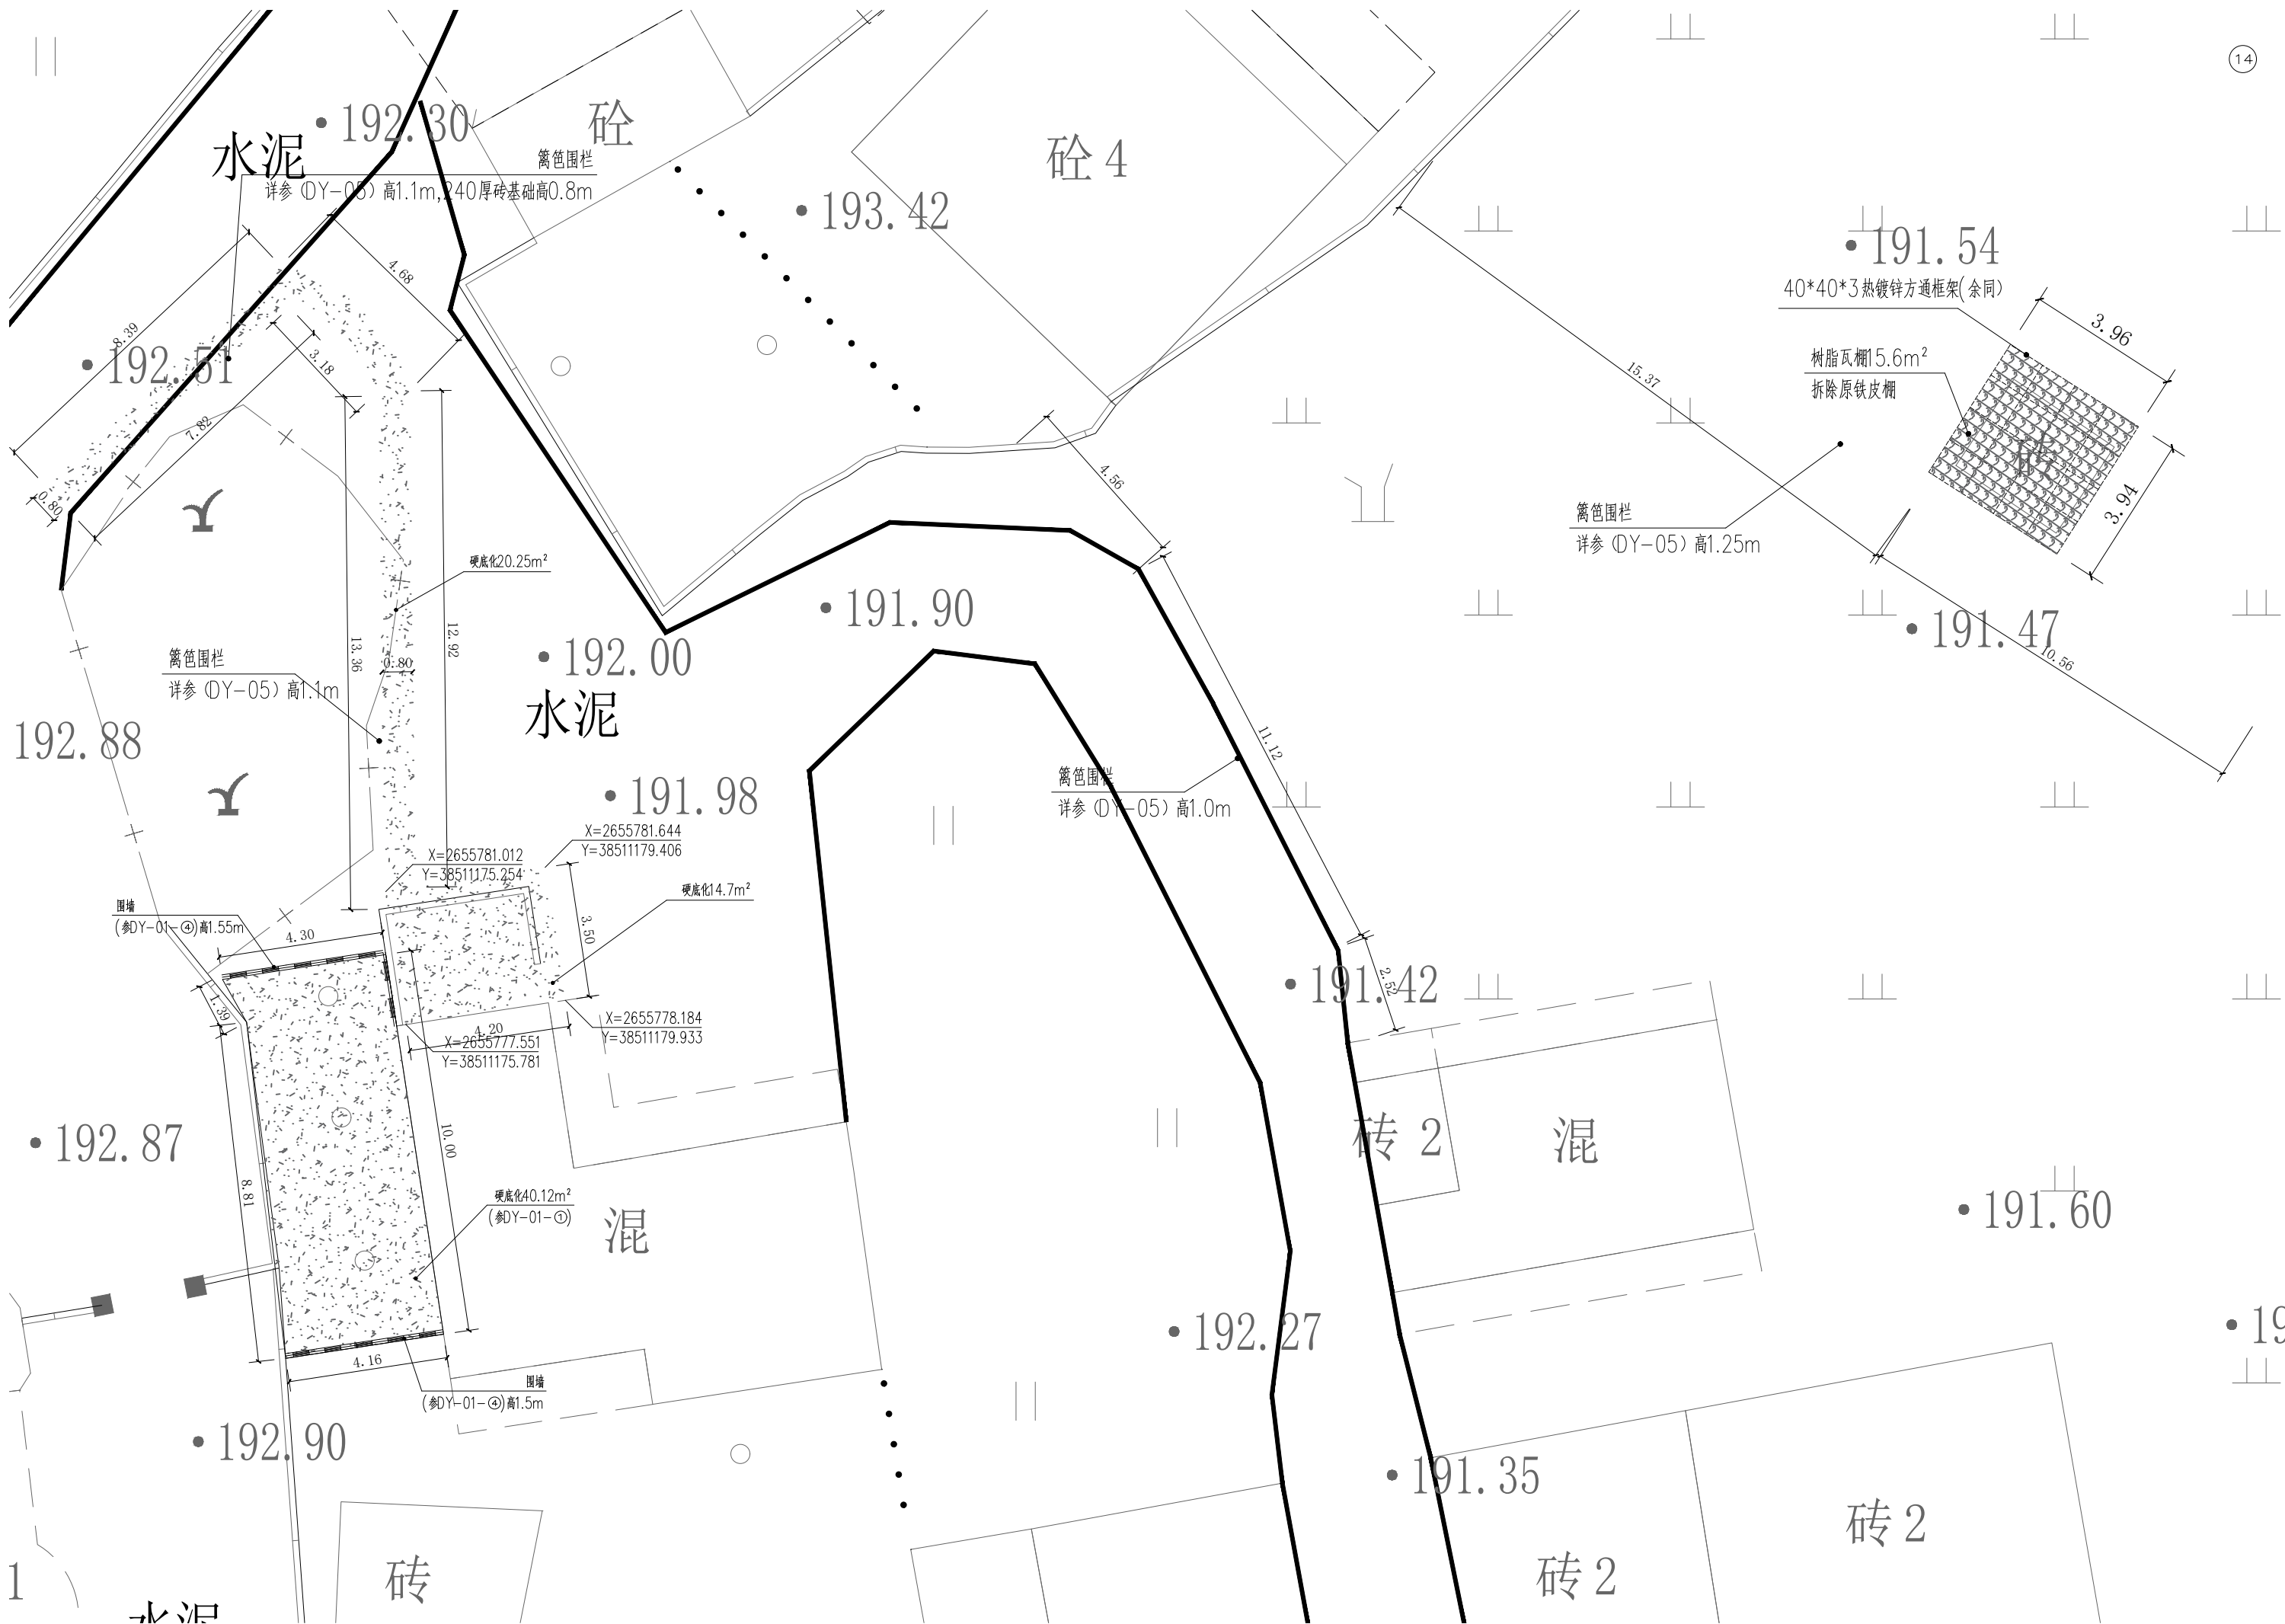 14
192.30
水泥
砼
篱笆围栏
详参（DY-05）高1.1m,240厚砖基础高0.8m
砼4
193.42
191.54
40*40*3热镀锌方通框架(余同)
3.96
4.68
8.39
192.51
3.18
7.82
0.80
树脂瓦棚15.6m²
拆除原铁皮棚
15.37
砖
3.94
4.56
篱笆围栏
详参（DY-05）高1.25m
硬底化20.25m²
191.90
191.47
10.56
12.92
13.36
0.80
192.00
水泥
篱笆围栏
详参（DY-05）高1.1m
192.88
191.98
11.12
篱笆围栏
详参（DY-05）高1.0m
X=2655781.644
Y=38511179.406
X=2655781.012
Y=38511175.254
硬底化14.7m²
围墙
(参DY-01-④)高1.55m
4.30
3.50
191.42
2.52
1.39
X=2655778.184
Y=38511179.933
4.20
X=2655777.551
Y=38511175.781
192.87
10.00
砖 2
混
8.81
硬底化40.12m²
(参DY-01-①)
混
191.60
192.27
19
4.16
围墙
(参DY-01-④)高1.5m
192.90
191.35
砖2
砖2
砖
1
水泥